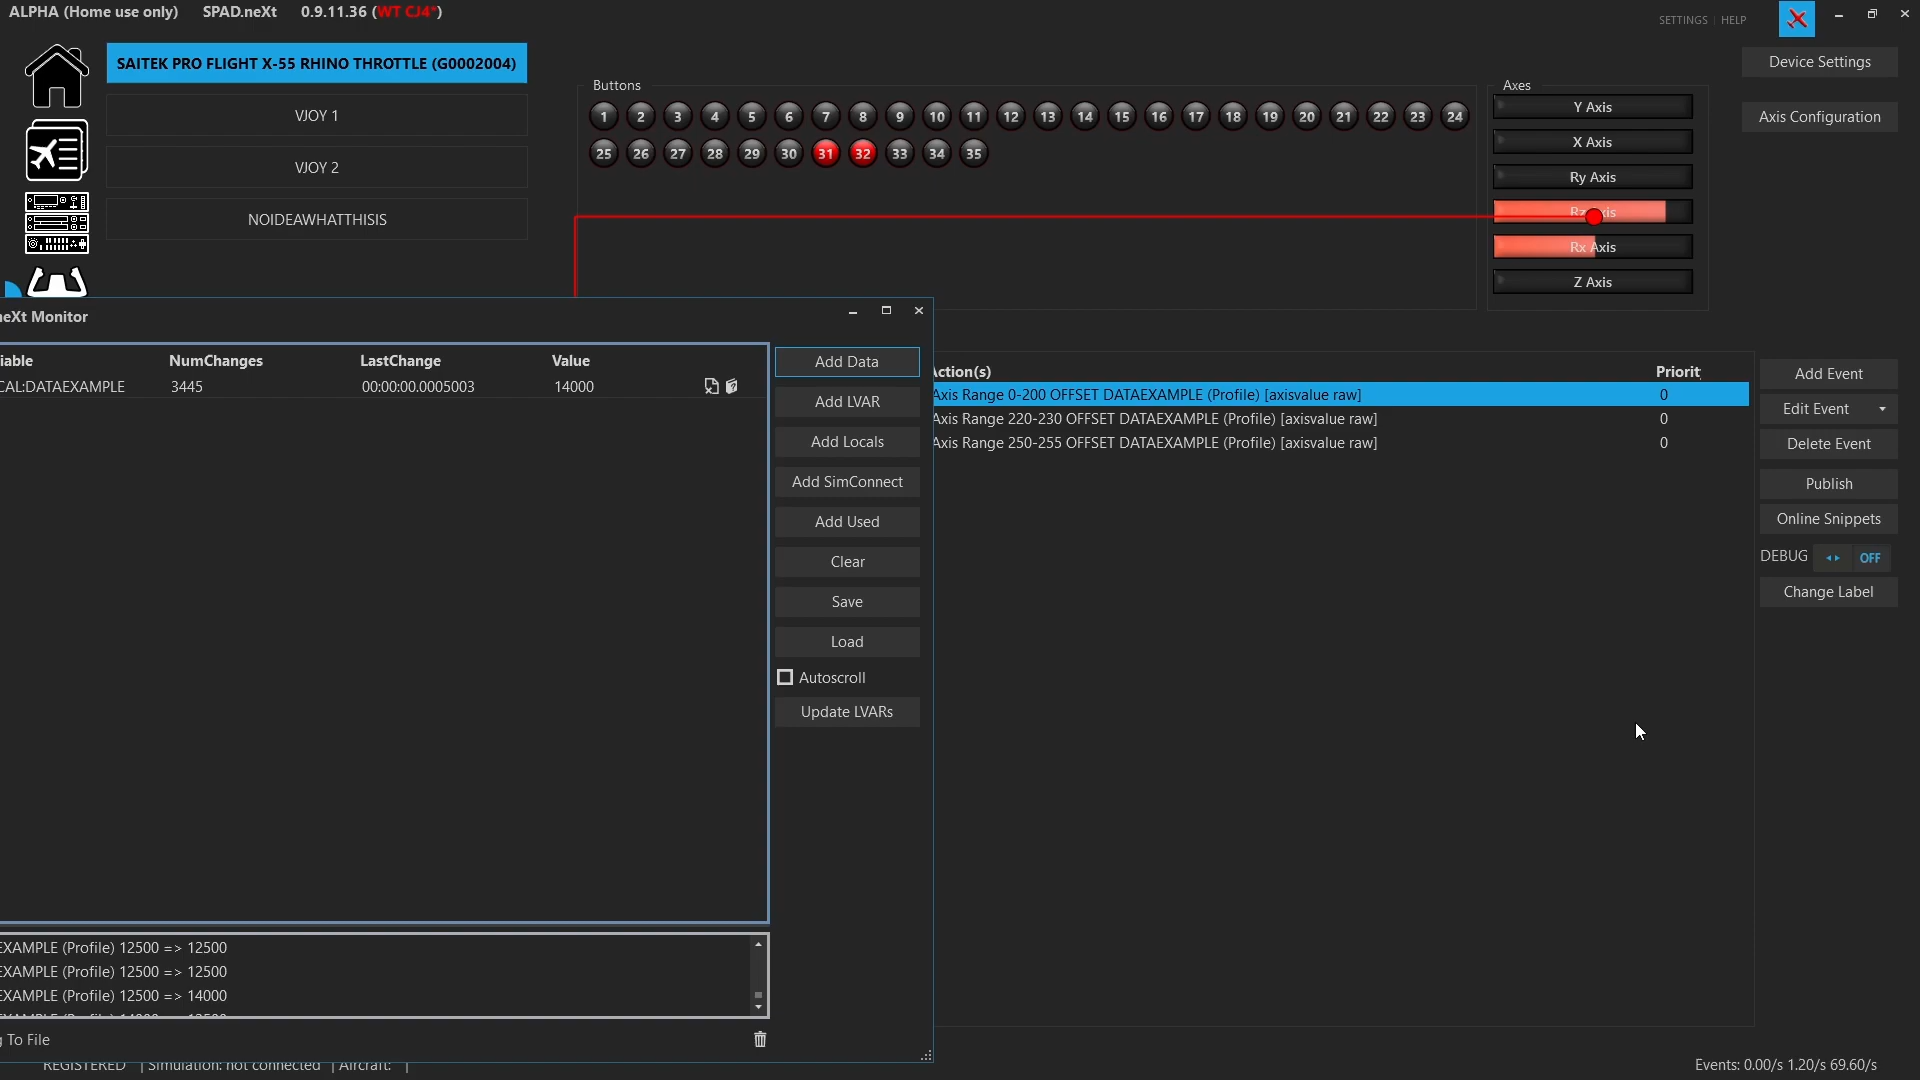 ALPHA (Home use only) SPAD.neXt 0.9.11.36 (WT CJ4*)
SETTINGS | HELP
SAITEK PRO FLIGHT X-55 RHINO THROTTLE (G0002004)
VJOY 1
VJOY 2
NOIDEAWHATTHISIS
Buttons
1 2 3 4 5 6 7 8 9 10 11 12 13 14 15 16 17 18 19 20 21 22 23 24
25 26 27 28 29 30 31 32 33 34 35
Axes
Y Axis
X Axis
Ry Axis
Rz Axis
Rx Axis
Z Axis
Device Settings
Axis Configuration
eXt Monitor
iable NumChanges LastChange Value
CAL:DATAEXAMPLE 3445 00:00:00.0005003 14000
Add Data
Add LVAR
Add Locals
Add SimConnect
Add Used
Clear
Save
Load
Autoscroll
Update LVARs
EXAMPLE (Profile) 12500 => 12500
EXAMPLE (Profile) 12500 => 12500
EXAMPLE (Profile) 12500 => 14000
g To File
Action(s) Priorit
Axis Range 0-200 OFFSET DATAEXAMPLE (Profile) [axisvalue raw] 0
Axis Range 220-230 OFFSET DATAEXAMPLE (Profile) [axisvalue raw] 0
Axis Range 250-255 OFFSET DATAEXAMPLE (Profile) [axisvalue raw] 0
Add Event
Edit Event
Delete Event
Publish
Online Snippets
DEBUG OFF
Change Label
REGISTERED | Simulation: not connected | Aircraft: |
Events: 0.00/s 1.20/s 69.60/s